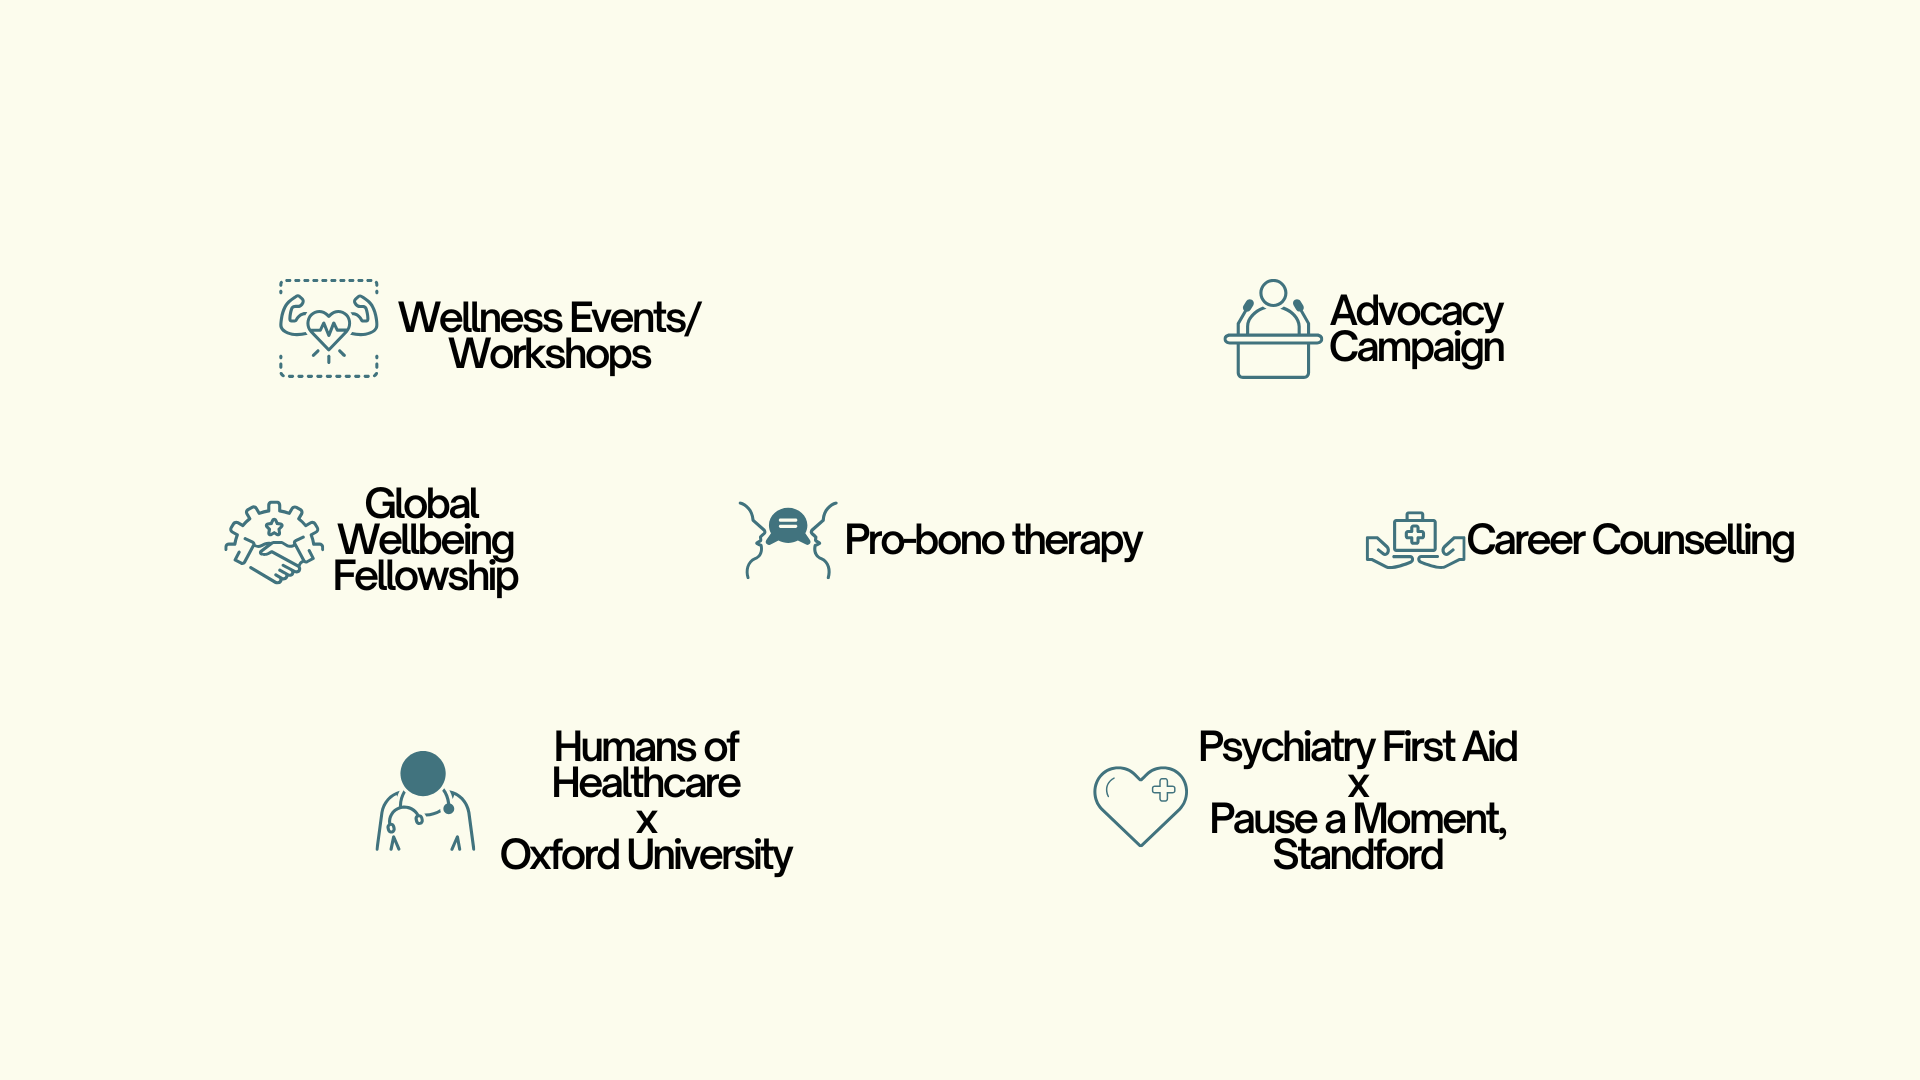 Wellness Events/
Workshops
Advocacy
Campaign
Global
Wellbeing
Fellowship
Pro-bono therapy
Career Counselling
Humans of
Healthcare
x
Oxford University
Psychiatry First Aid
x
Pause a Moment,
Standford